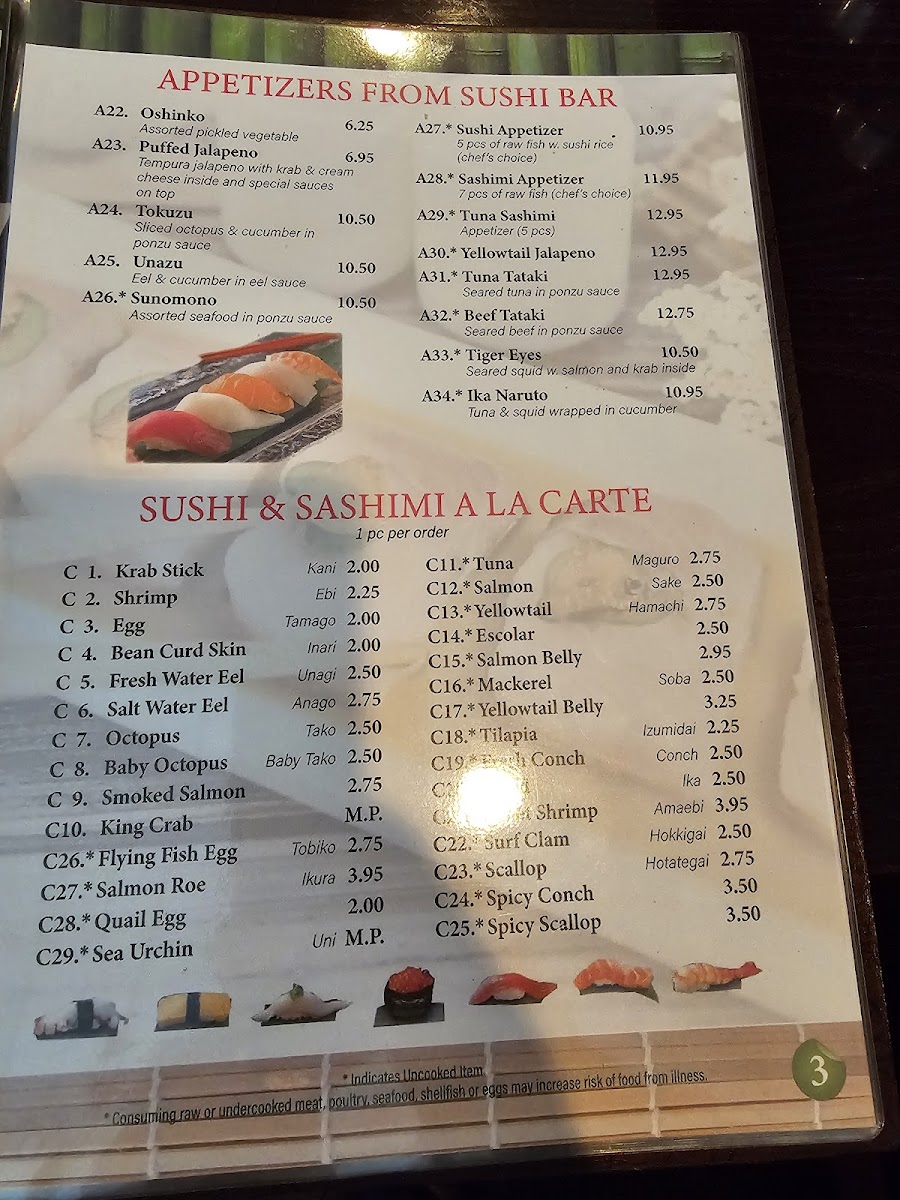 APPETIZERS FROM SUSHI BAR
A22. Oshinko 6.25
Assorted pickled vegetable
A23. Puffed Jalapeno 6.95
Tempura jalapeno with krab & cream
cheese inside and special sauces
on top
A24. Tokuzu 10.50
Sliced octopus & cucumber in
ponzu sauce
A25. Unazu 10.50
Eel & cucumber in eel sauce
A26.* Sunomono 10.50
Assorted seafood in ponzu sauce
A27.* Sushi Appetizer 10.95
5 pcs of raw fish w. sushi rice
(chef's choice)
A28.* Sashimi Appetizer 11.95
7 pcs of raw fish (chef's choice)
A29.* Tuna Sashimi 12.95
Appetizer (5 pcs)
A30.* Yellowtail Jalapeno 12.95
A31.* Tuna Tataki 12.95
Seared tuna in ponzu sauce
A32.* Beef Tataki 12.75
Seared beef in ponzu sauce
A33.* Tiger Eyes 10.50
Seared squid w. salmon and krab inside
A34.* Ika Naruto 10.95
Tuna & squid wrapped in cucumber
SUSHI & SASHIMI A LA CARTE
1 pc per order
C 1. Krab Stick Kani 2.00
C 2. Shrimp Ebi 2.25
C 3. Egg Tamago 2.00
C 4. Bean Curd Skin Inari 2.00
C 5. Fresh Water Eel Unagi 2.50
C 6. Salt Water Eel Anago 2.75
C 7. Octopus Tako 2.50
C 8. Baby Octopus Baby Tako 2.50
C 9. Smoked Salmon 2.75
C10. King Crab M.P.
C26.* Flying Fish Egg Tobiko 2.75
C27.* Salmon Roe Ikura 3.95
C28.* Quail Egg 2.00
C29.* Sea Urchin Uni M.P.
C11.* Tuna Maguro 2.75
C12.* Salmon Sake 2.50
C13.* Yellowtail Hamachi 2.75
C14.* Escolar 2.50
C15.* Salmon Belly 2.95
C16.* Mackerel Soba 2.50
C17.* Yellowtail Belly 3.25
C18.* Tilapia Izumidai 2.25
C19.* Conch Conch 2.50
Ika 2.50
Shrimp Amaebi 3.95
C22.* Surf Clam Hokkigai 2.50
C23.* Scallop Hotategai 2.75
C24.* Spicy Conch 3.50
C25.* Spicy Scallop 3.50
* Indicates Uncooked Item
* Consuming raw or undercooked meat, poultry, seafood, shellfish or eggs may increase risk of food from illness.
3